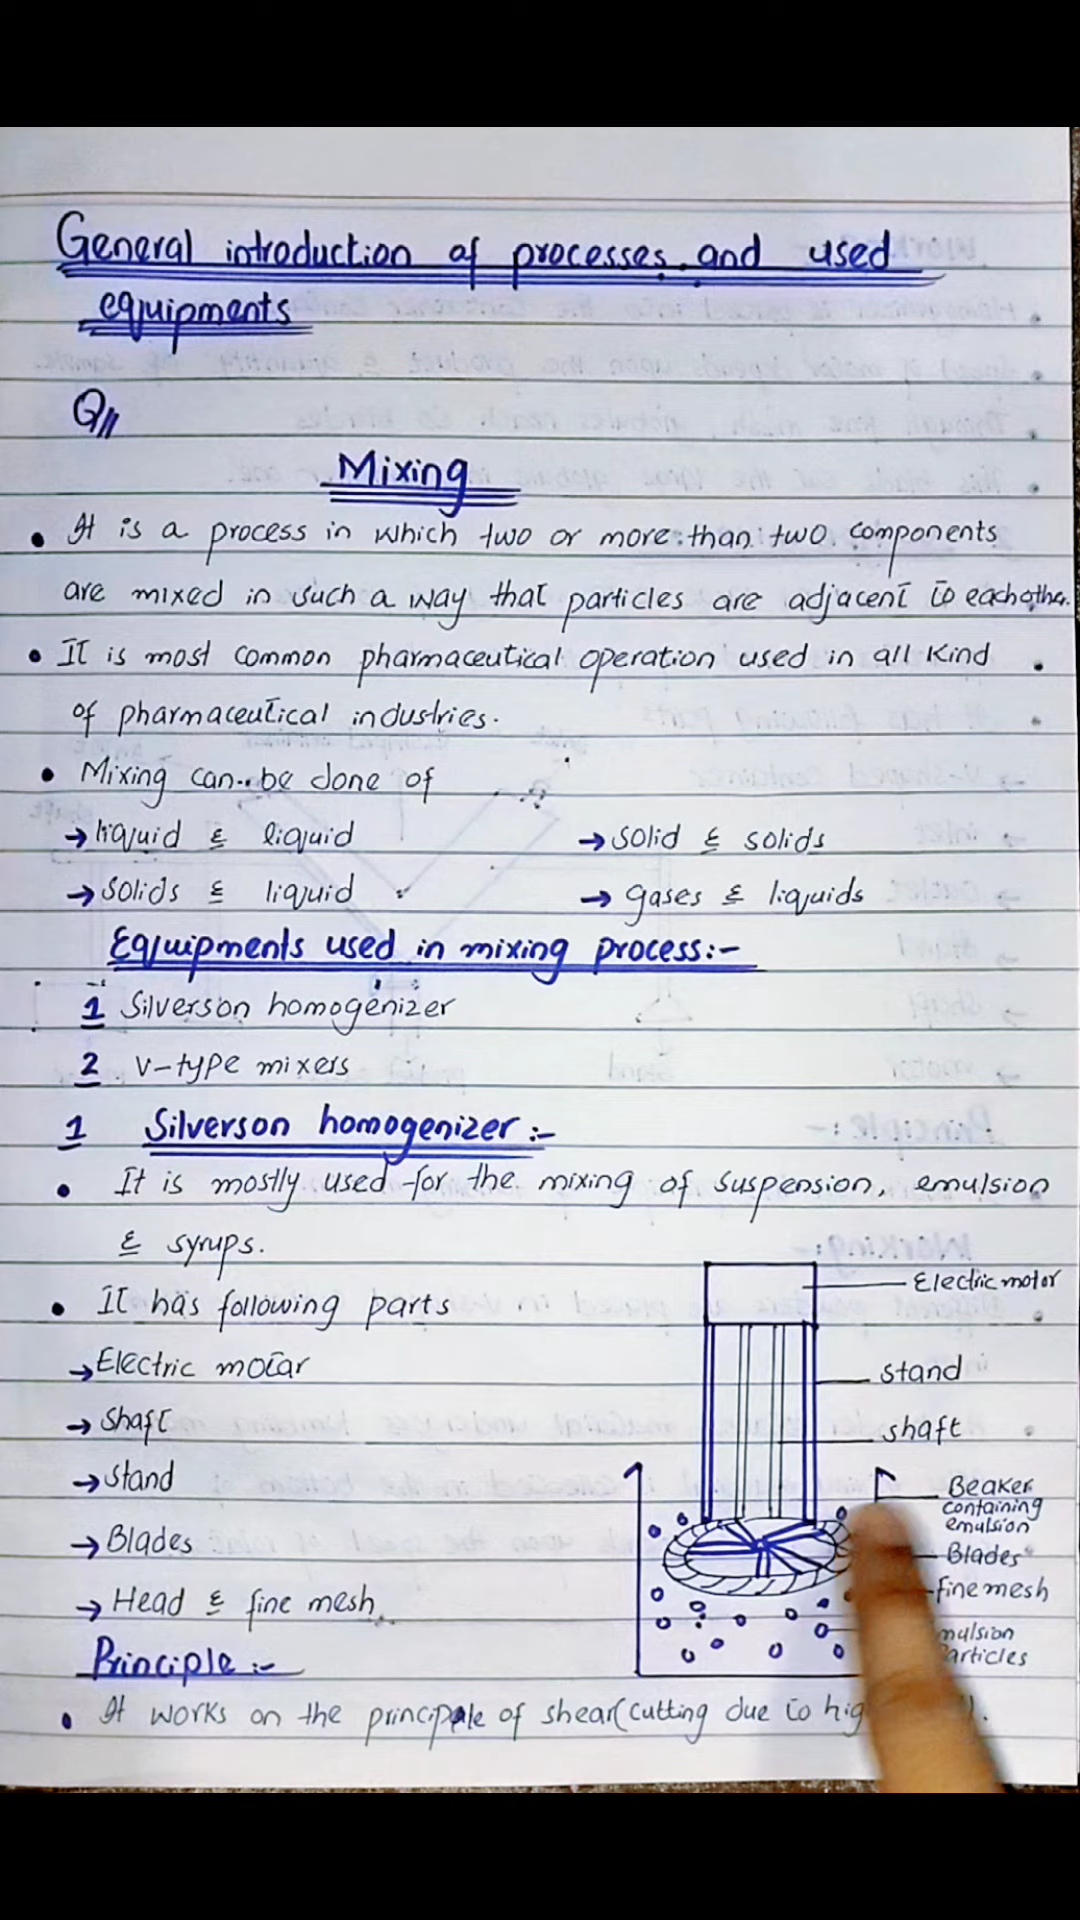 General introduction of processes and used
equipments
Q//
Mixing
• It is a process in which two or more than two components
are mixed in such a way that particles are adjacent to eachother.
• It is most common pharmaceutical operation used in all kind
of pharmaceutical industries.
• Mixing can be done of
→ liquid & liquid → solid & solids
→ solids & liquid → gases & liquids
Equipments used in mixing process:-
1 Silverson homogenizer
2. V-type mixers
1 Silverson homogenizer:-
• It is mostly used for the mixing of suspension, emulsion
& syrups.
• It has following parts
→ Electric motar
→ shaft
→ stand
→ Blades
→ Head & fine mesh
Electric motor
stand
shaft
Beaker
containing
emulsion
Blades
fine mesh
mulsion
articles
Principle:-
• It works on the principale of shear(cutting due to hig